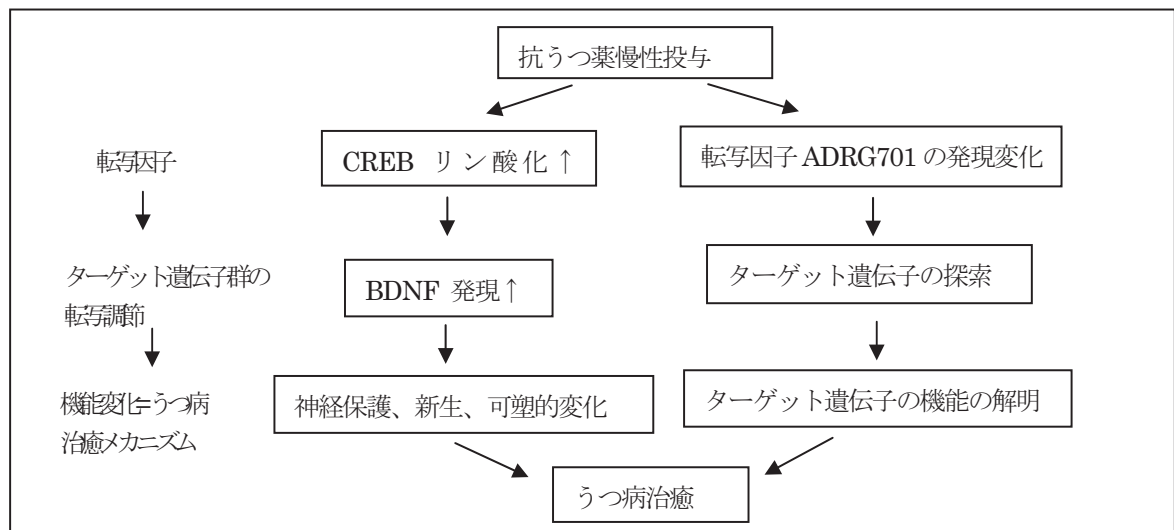 抗うつ薬慢性投与
転写因子
CREB リン酸化↑
転写因子 ADRG701 の発現変化
ターゲット遺伝子群の
転写調節
BDNF 発現↑
ターゲット遺伝子の探索
機能変化=うつ病
治癒メカニズム
神経保護、新生、可塑的変化
ターゲット遺伝子の機能の解明
うつ病治癒